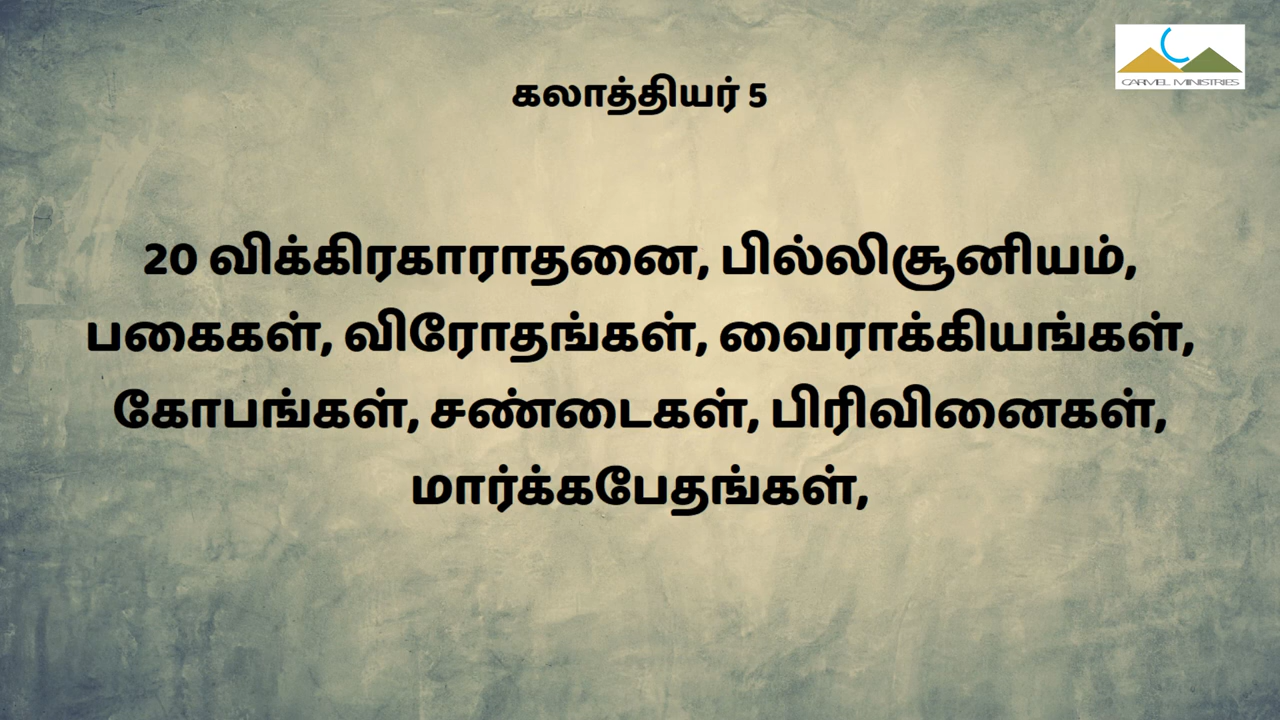 CARMEL MINISTRIES
கலாத்தியர் 5
20 விக்கிரகாராதனை, பில்லிசூனியம்,
பகைகள், விரோதங்கள், வைராக்கியங்கள்,
கோபங்கள், சண்டைகள், பிரிவினைகள்,
மார்க்கபேதங்கள்,